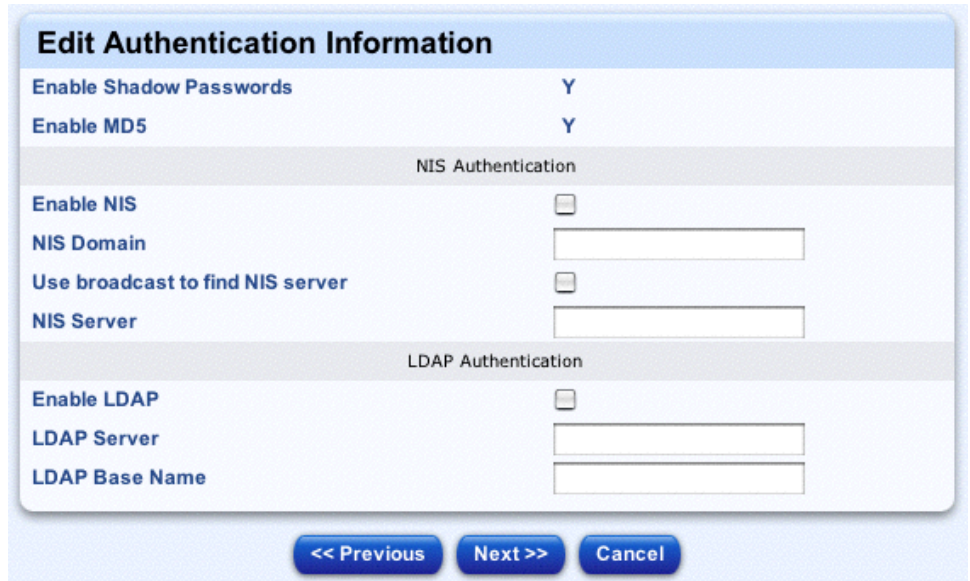 Edit Authentication Information
Enable Shadow Passwords Y
Enable MD5 Y
NIS Authentication
Enable NIS
NIS Domain
Use broadcast to find NIS server
NIS Server
LDAP Authentication
Enable LDAP
LDAP Server
LDAP Base Name
<< Previous Next >> Cancel